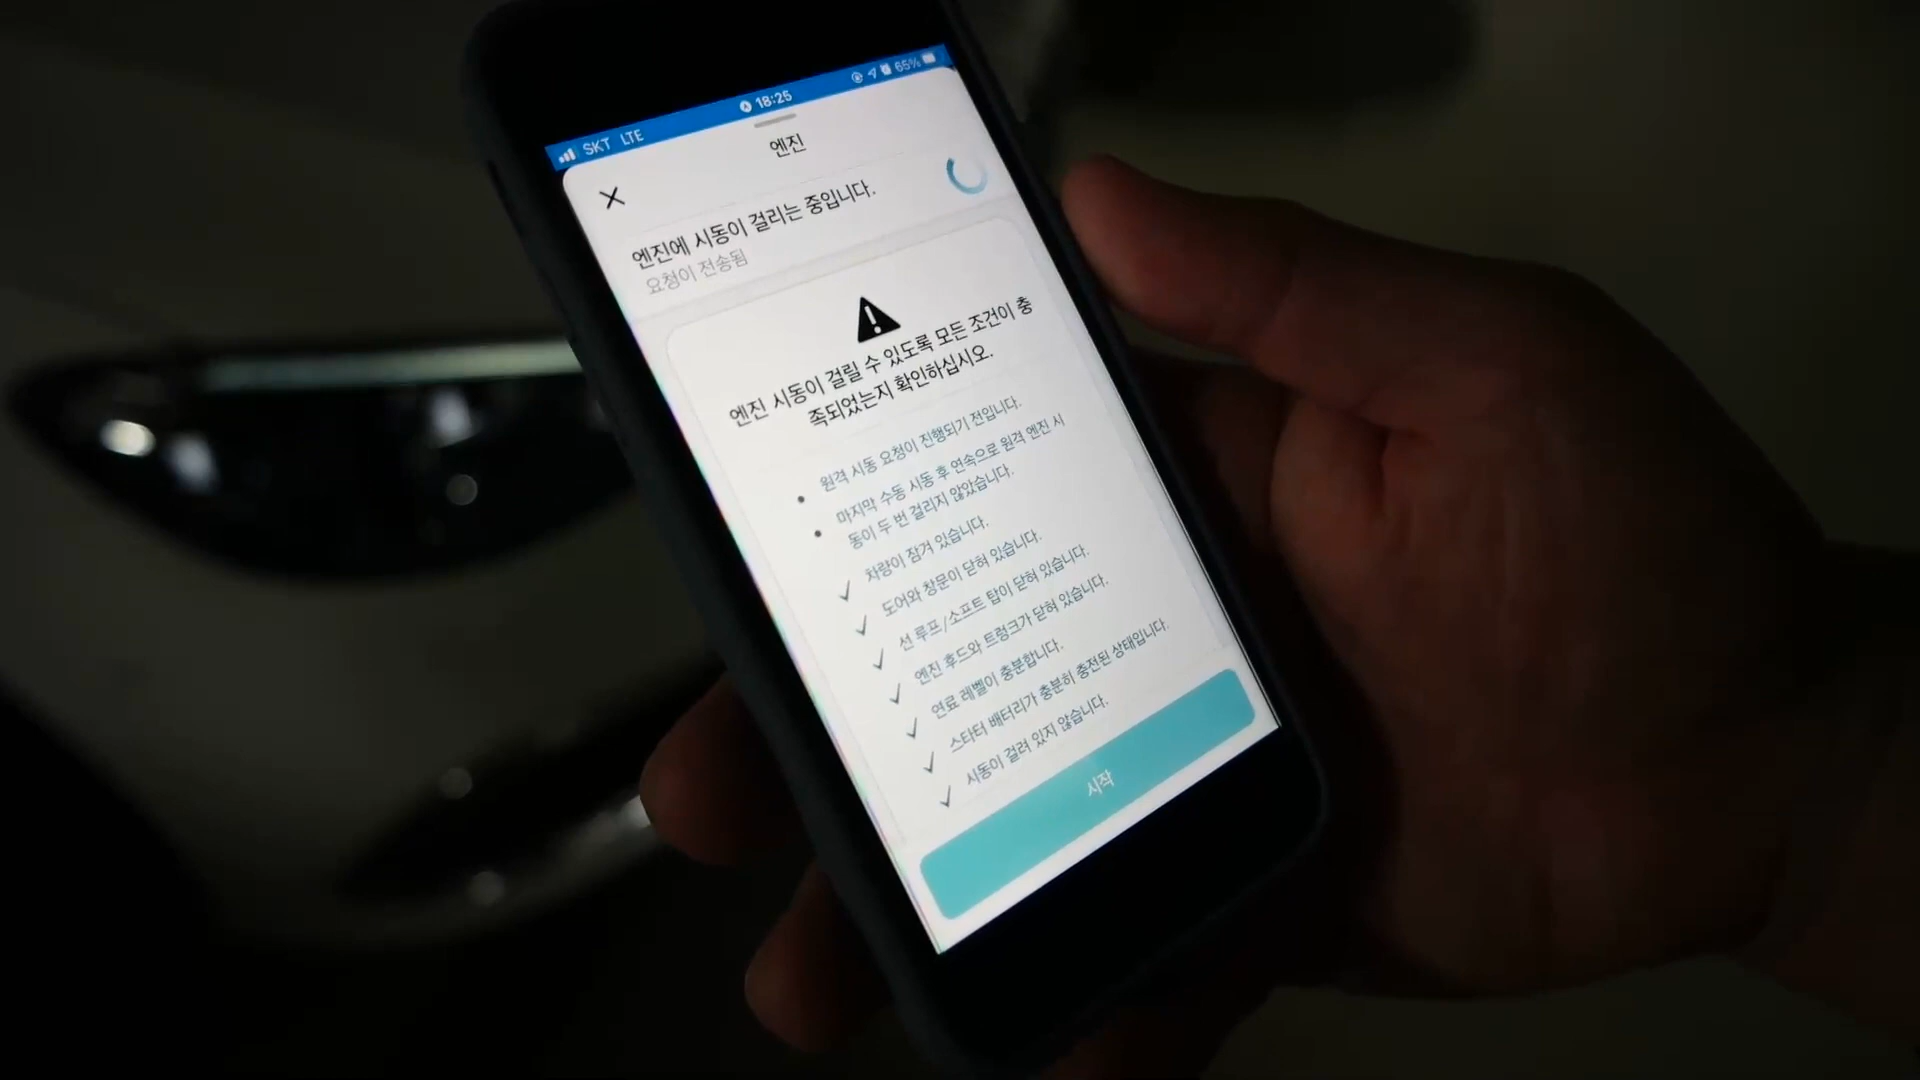 SKT LTE 18:25 65%
엔진
엔진에 시동이 걸리는 중입니다.
요청이 전송됨
엔진 시동이 걸릴 수 있도록 모든 조건이 충
족되었는지 확인하십시오.
• 원격 시동 요청이 진행되기 전입니다.
• 마지막 수동 시동 후 연속으로 원격 엔진 시
동이 두 번 걸리지 않았습니다.
✓ 차량이 잠겨 있습니다.
✓ 도어와 창문이 닫혀 있습니다.
✓ 선 루프/소프트 탑이 닫혀 있습니다.
✓ 엔진 후드와 트렁크가 닫혀 있습니다.
✓ 연료 레벨이 충분합니다.
✓ 스타터 배터리가 충분히 충전된 상태입니다.
✓ 시동이 걸려 있지 않습니다.
시작